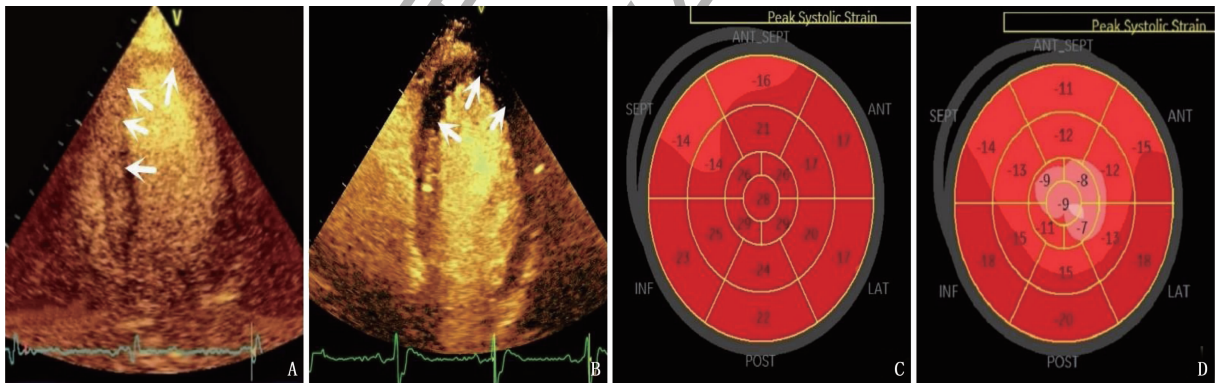 V
A
V
B
Peak Systolic Strain
ANT_SEPT
SEPT
ANT
-16
-14
-21
17
-14
17
-28
-25
-20
-23
17
-24
-22
INF
LAT
POST
C
Peak Systolic Strain
ANT_SEPT
SEPT
ANT
-11
-14
-12
-15
-13
-12
-9
-8
-9
-11
-7
15
-13
18
18
15
-20
INF
LAT
POST
D